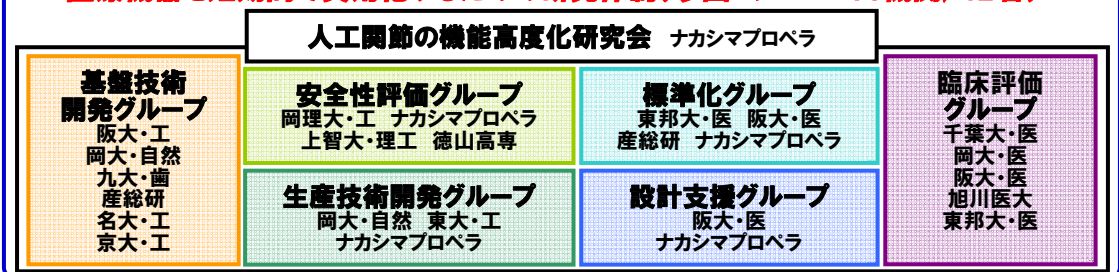 人工関節の機能高度化研究会 ナカシマプロペラ
基盤技術
開発グループ
阪大・工
岡大・自然
九大・歯
産総研
名大・工
京大・工
安全性評価グループ
岡理大・工 ナカシマプロペラ
上智大・理工 徳山高専
標準化グループ
東邦大・医 阪大・医
産総研 ナカシマプロペラ
生産技術開発グループ
岡大・自然 東大・工
ナカシマプロペラ
設計支援グループ
阪大・医
ナカシマプロペラ
臨床評価
グループ
千葉大・医
岡大・医
阪大・医
旭川医大
東邦大・医